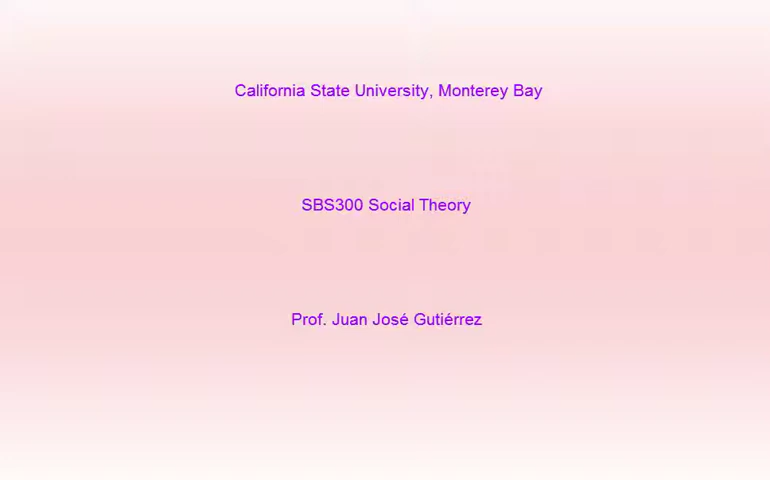 California State University, Monterey Bay
SBS300 Social Theory
Prof. Juan José Gutiérrez